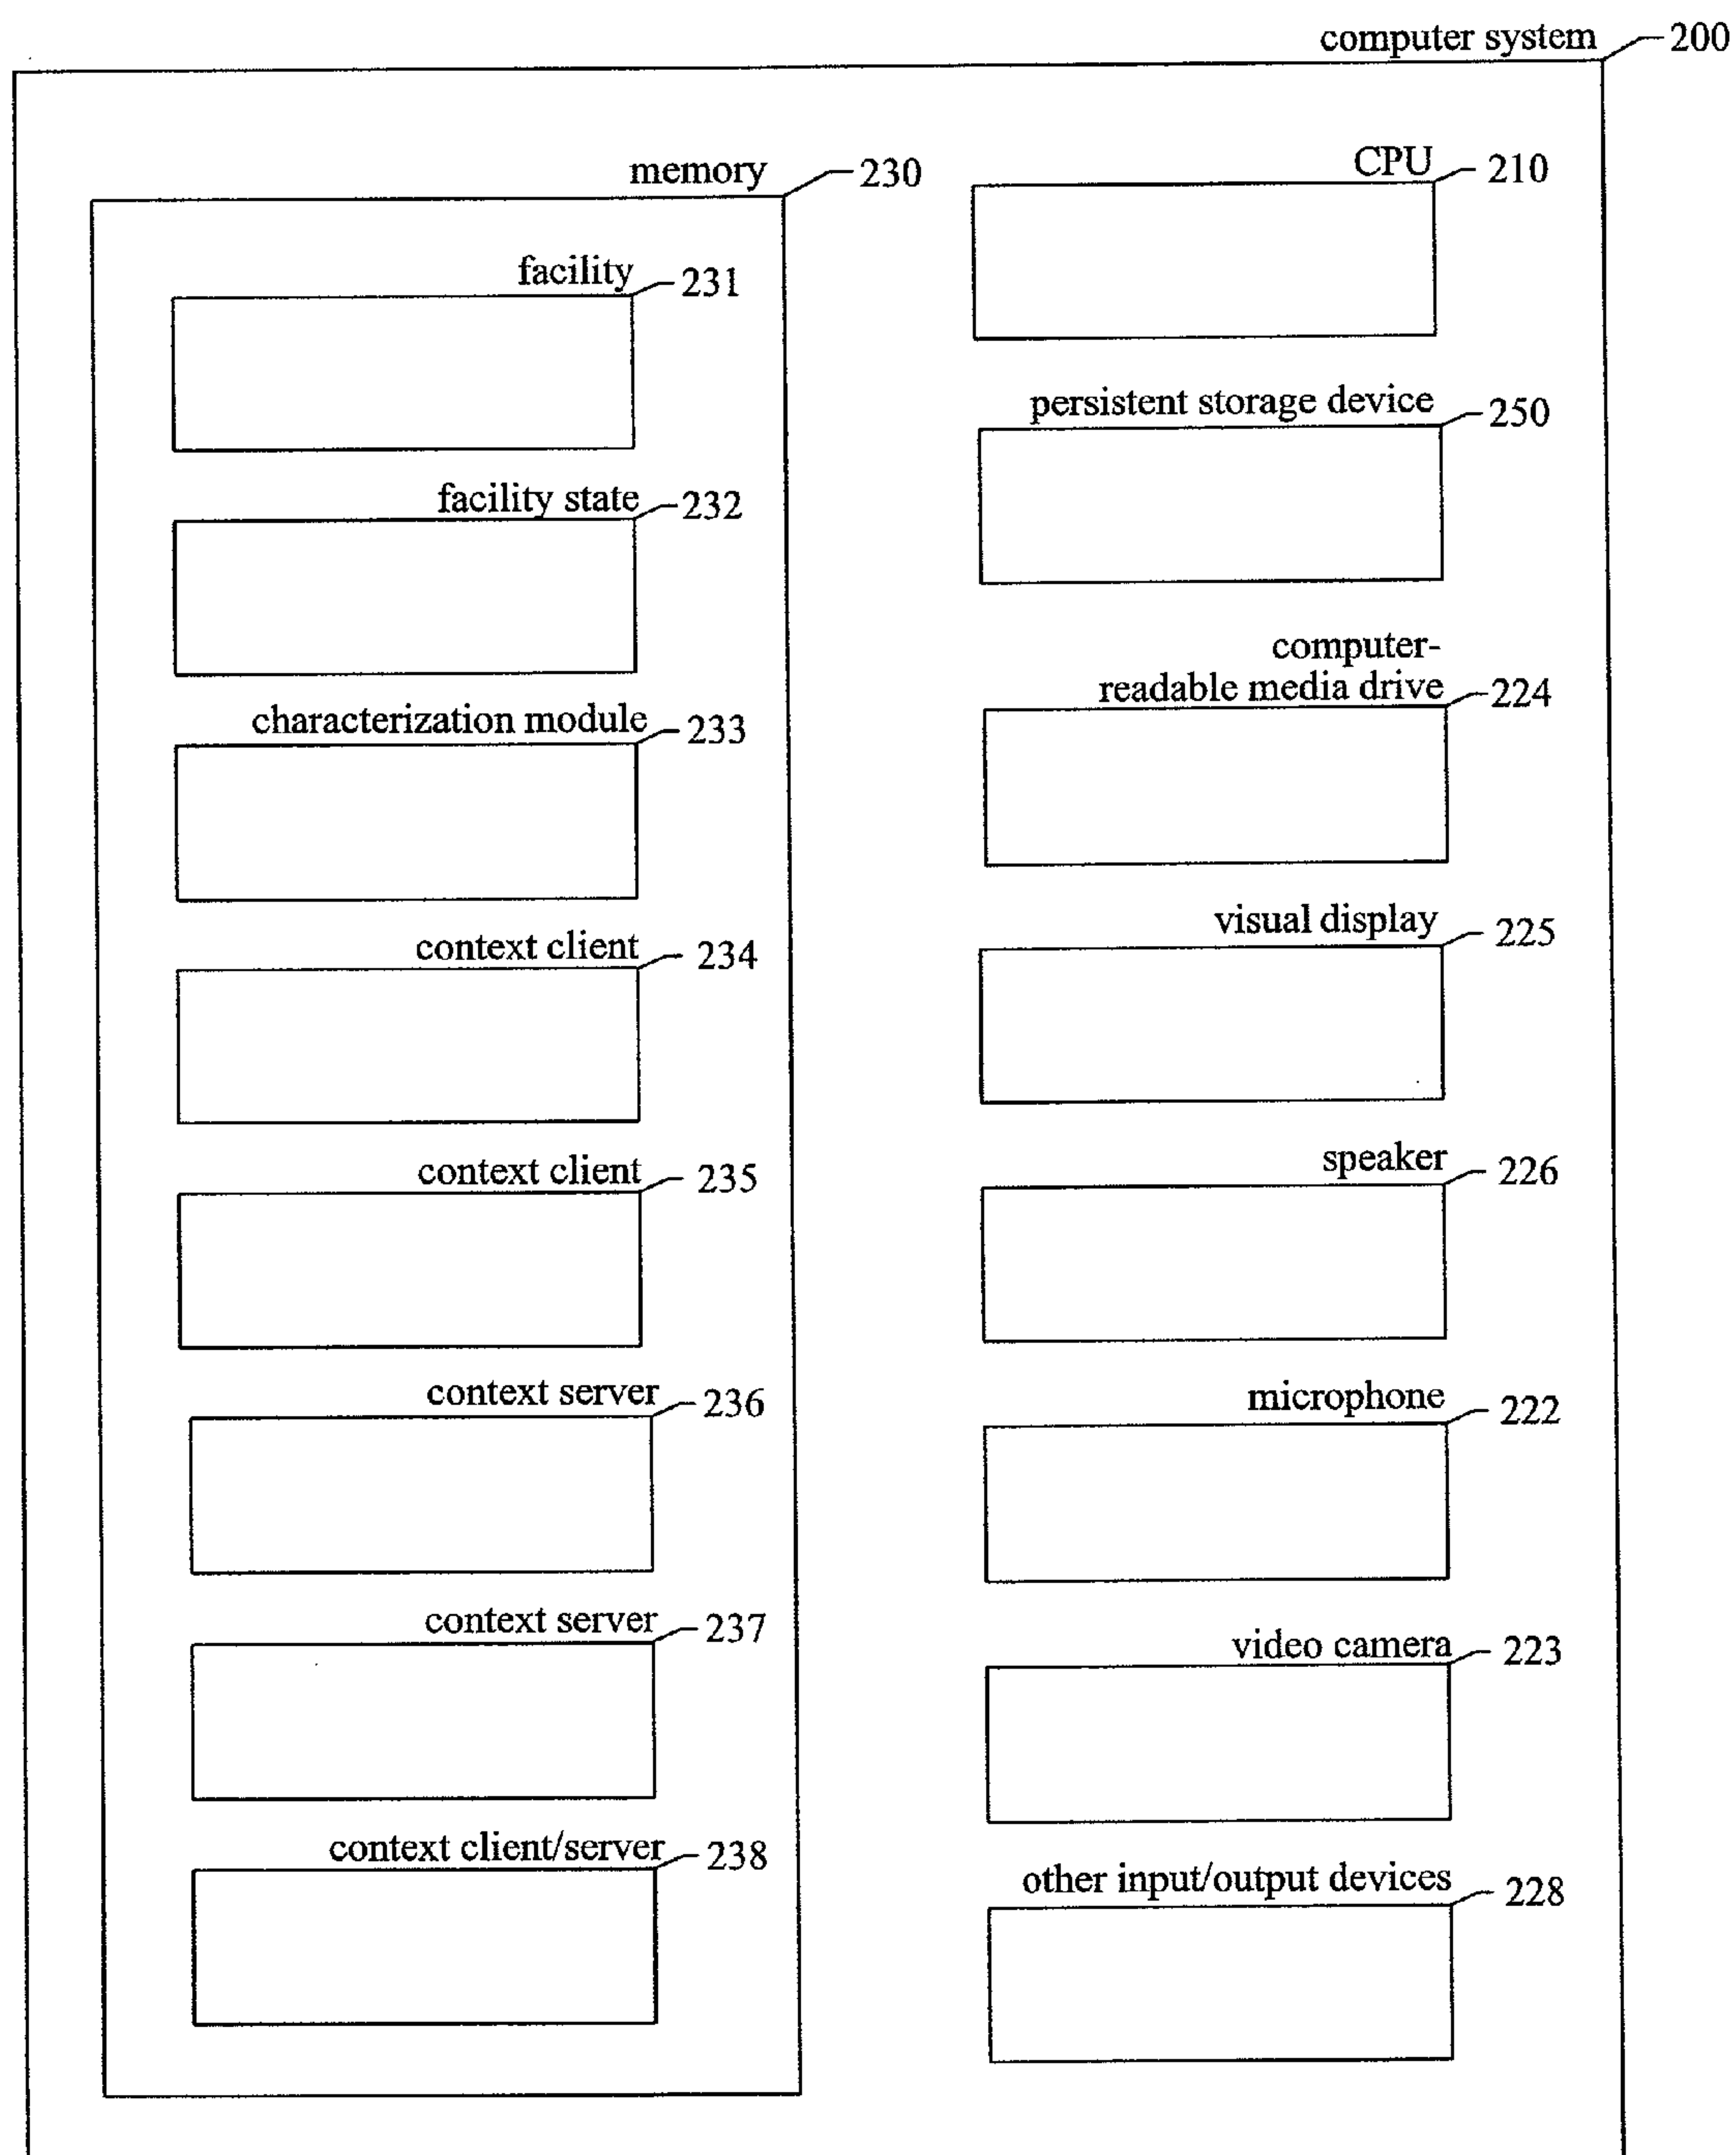 computer system 200
memory 230
facility 231
facility state 232
characterization module 233
context client 234
context client 235
context server 236
context server 237
context client/server 238
CPU 210
persistent storage device 250
computer-
readable media drive 224
visual display 225
speaker 226
microphone 222
video camera 223
other input/output devices 228